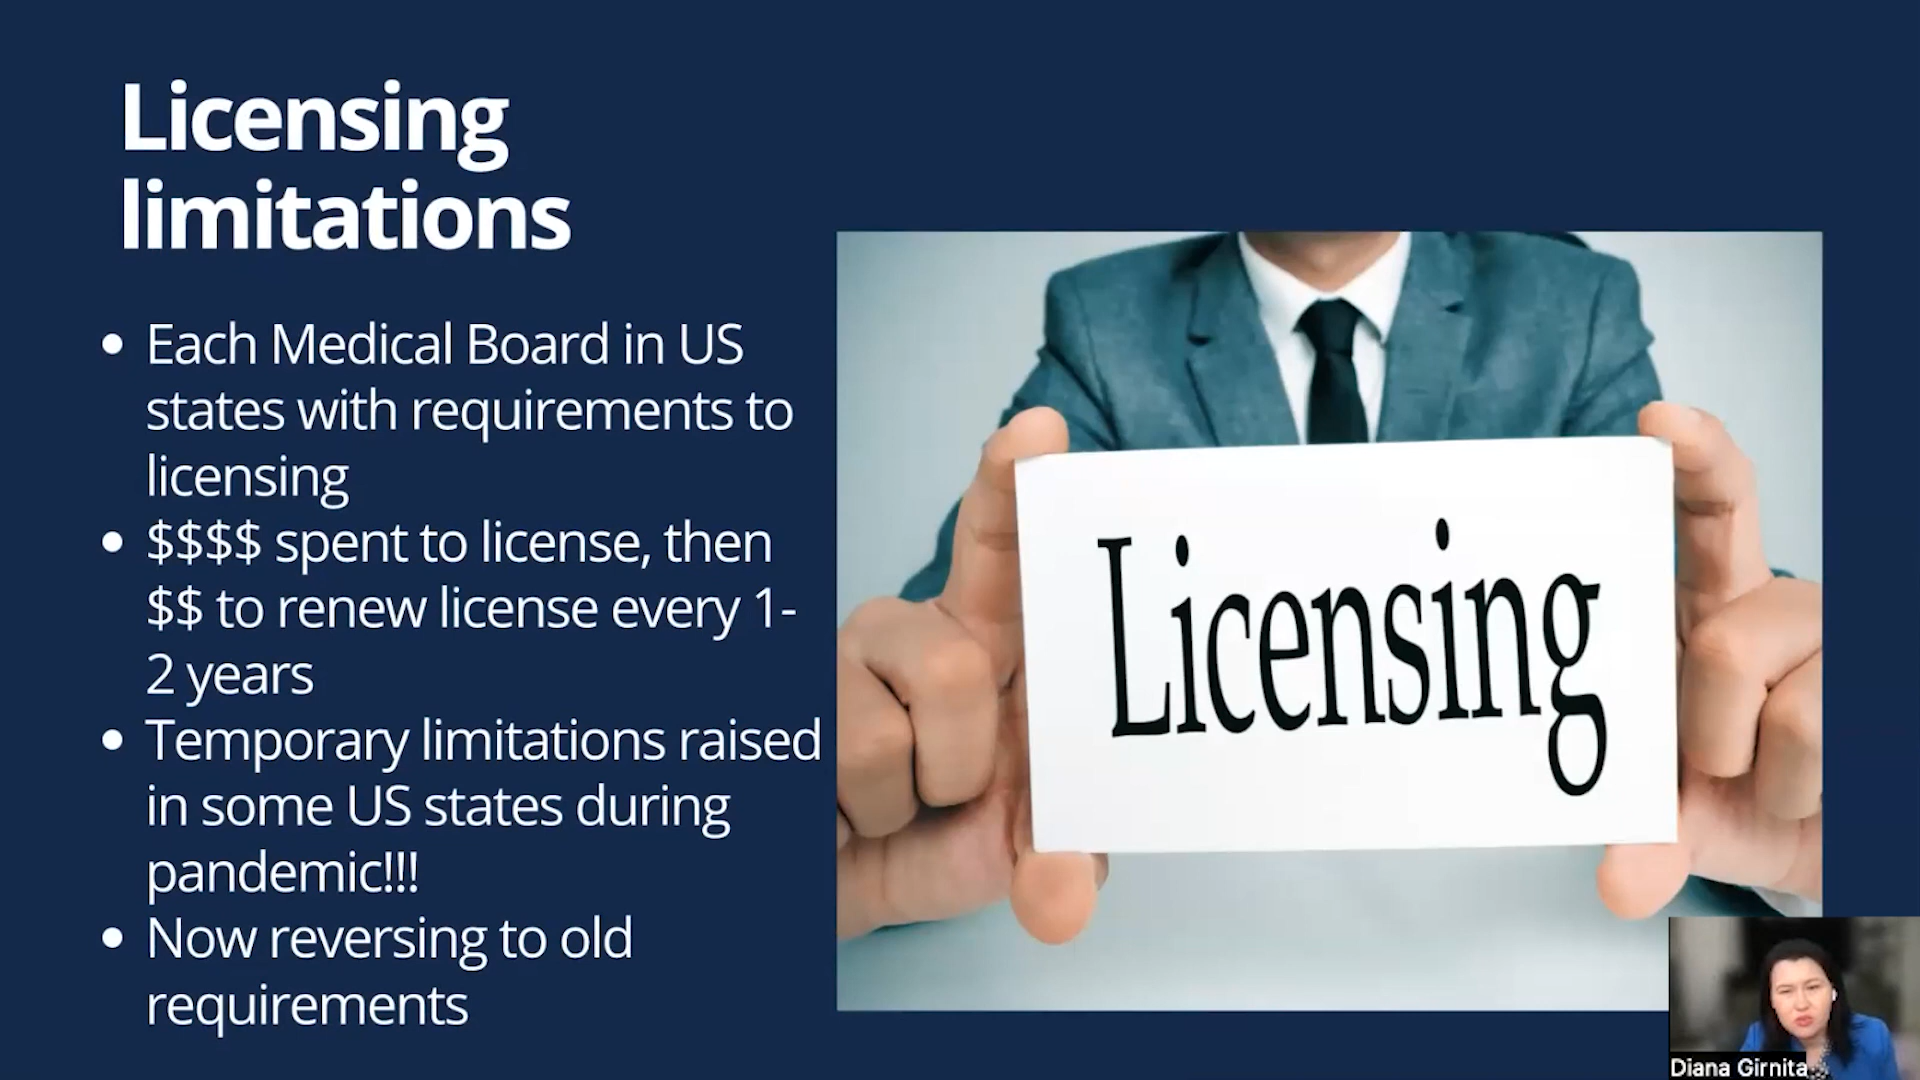 Licensing
limitations
• Each Medical Board in US
states with requirements to
licensing
• $$$$ spent to license, then
$$ to renew license every 1-
2 years
• Temporary limitations raised
in some US states during
pandemic!!!
• Now reversing to old
requirements
Licensing
Diana Girnita